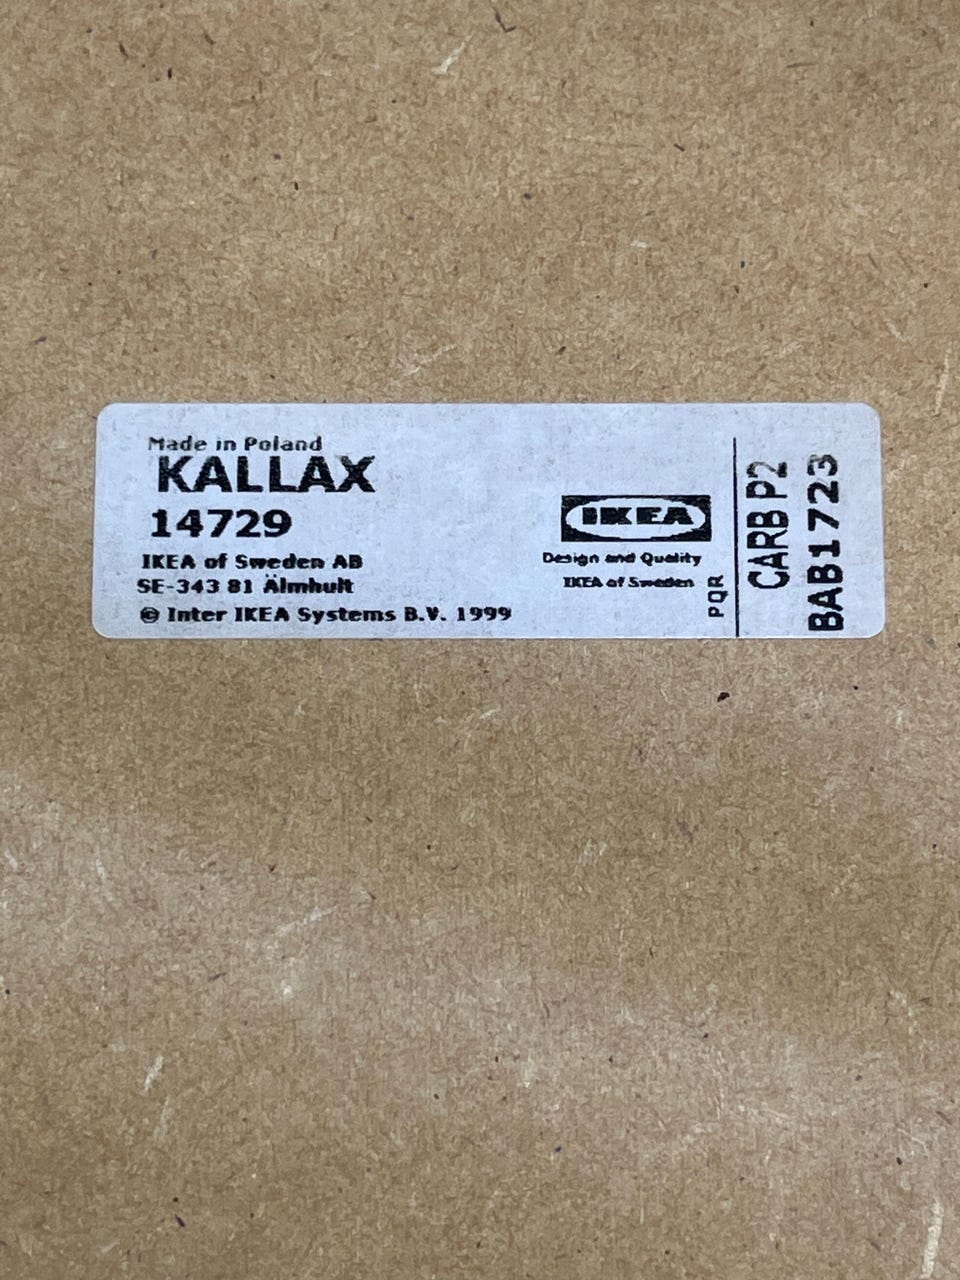 Made in Poland
KALLAX
14729
IKEA of Sweden AB
SE-343 81 Älmhult
© Inter IKEA Systems B.V. 1999
IKEA
Design and Quality
IKEA of Sweden
PQR
CARB P2
BAB1723